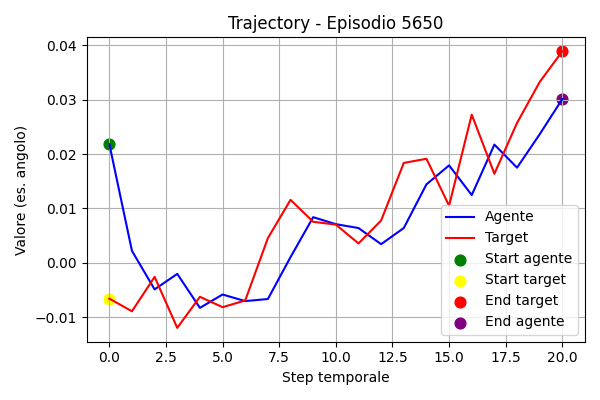 Trajectory - Episodio 5650
Valore (es. angolo)
0.04
0.03
0.02
0.01
0.00
−0.01
0.0 2.5 5.0 7.5 10.0 12.5 15.0 17.5 20.0
Step temporale
Agente
Target
Start agente
Start target
End target
End agente